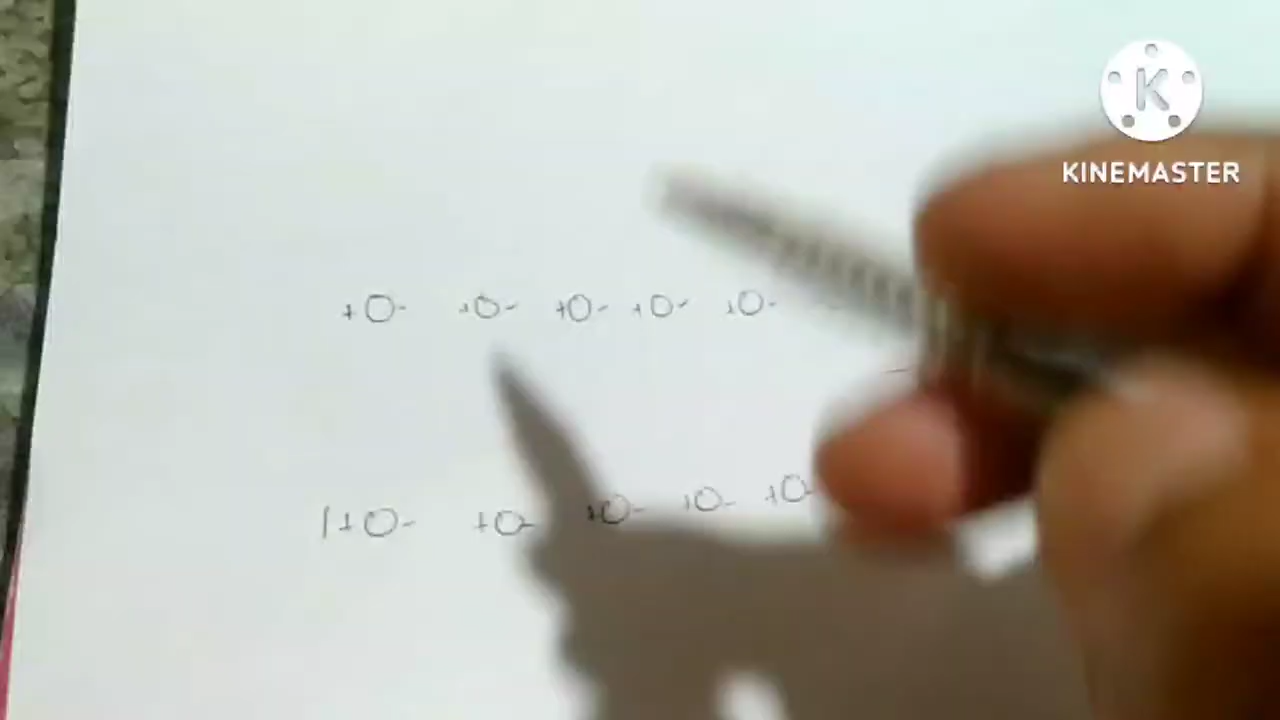 K
KINEMASTER
+O- +O- +O- +O- +O-
|+O- +O- +O- +O- +O-